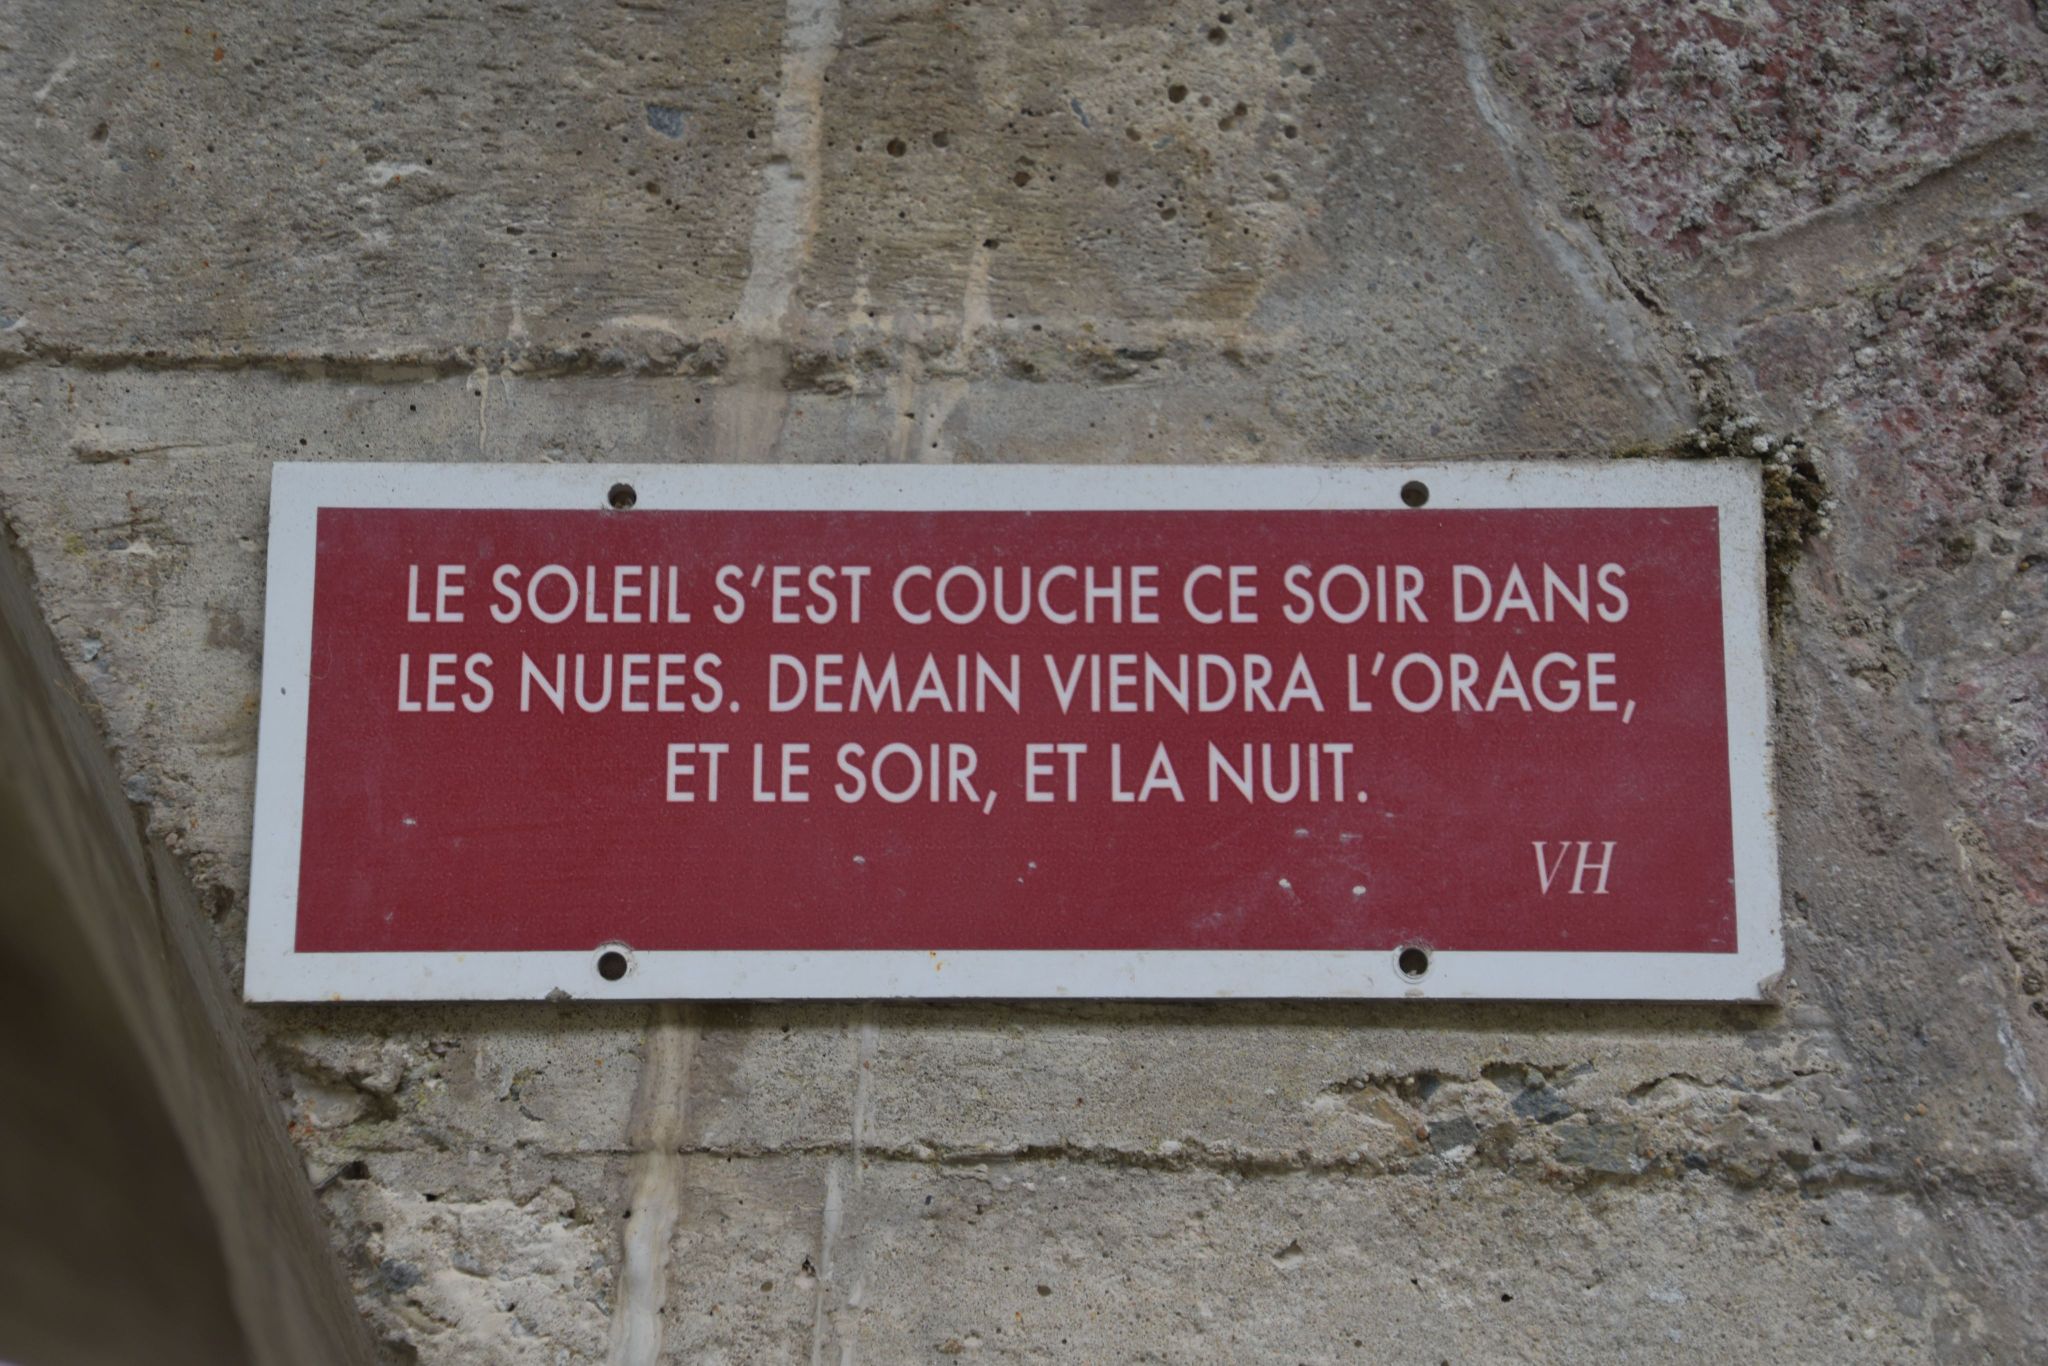 LE SOLEIL S'EST COUCHE CE SOIR DANS
LES NUEES. DEMAIN VIENDRA L'ORAGE,
ET LE SOIR, ET LA NUIT.
VH